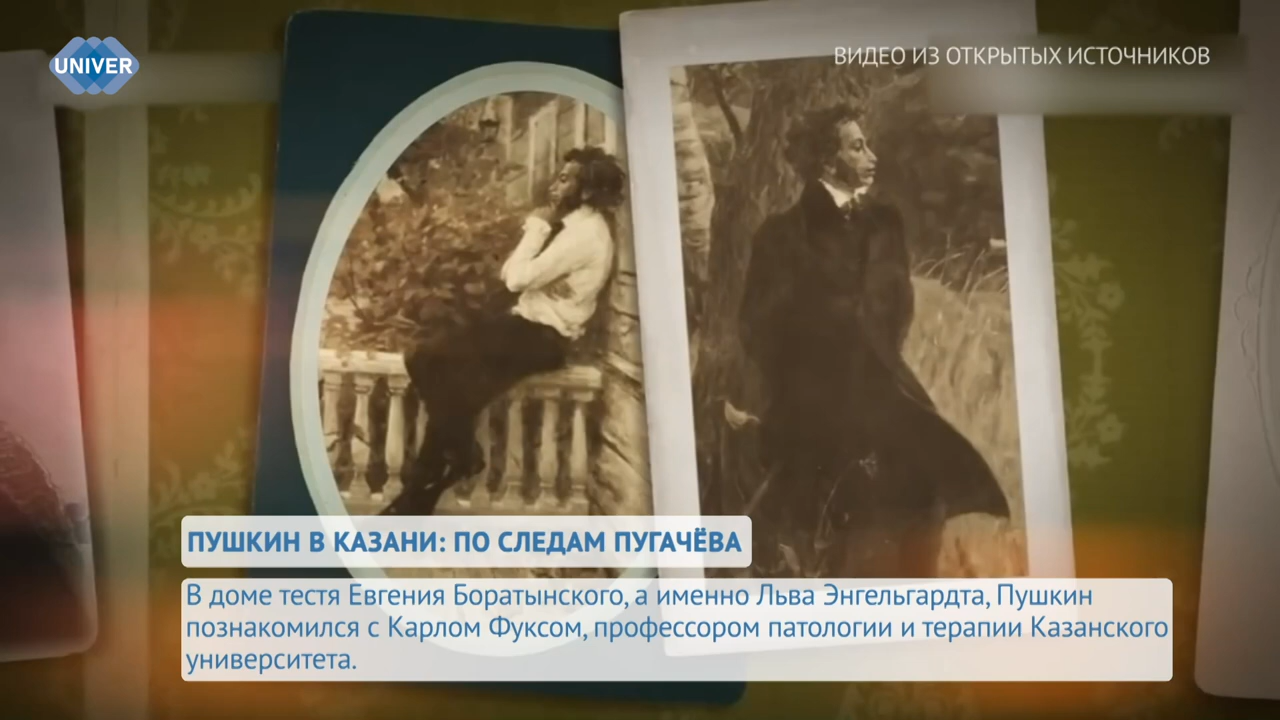 UNIVER
ВИДЕО ИЗ ОТКРЫТЫХ ИСТОЧНИКОВ
ПУШКИН В КАЗАНИ: ПО СЛЕДАМ ПУГАЧЁВА
В доме тестя Евгения Боратынского, а именно Льва Энгельгардта, Пушкин
познакомился с Карлом Фуксом, профессором патологии и терапии Казанского
университета.